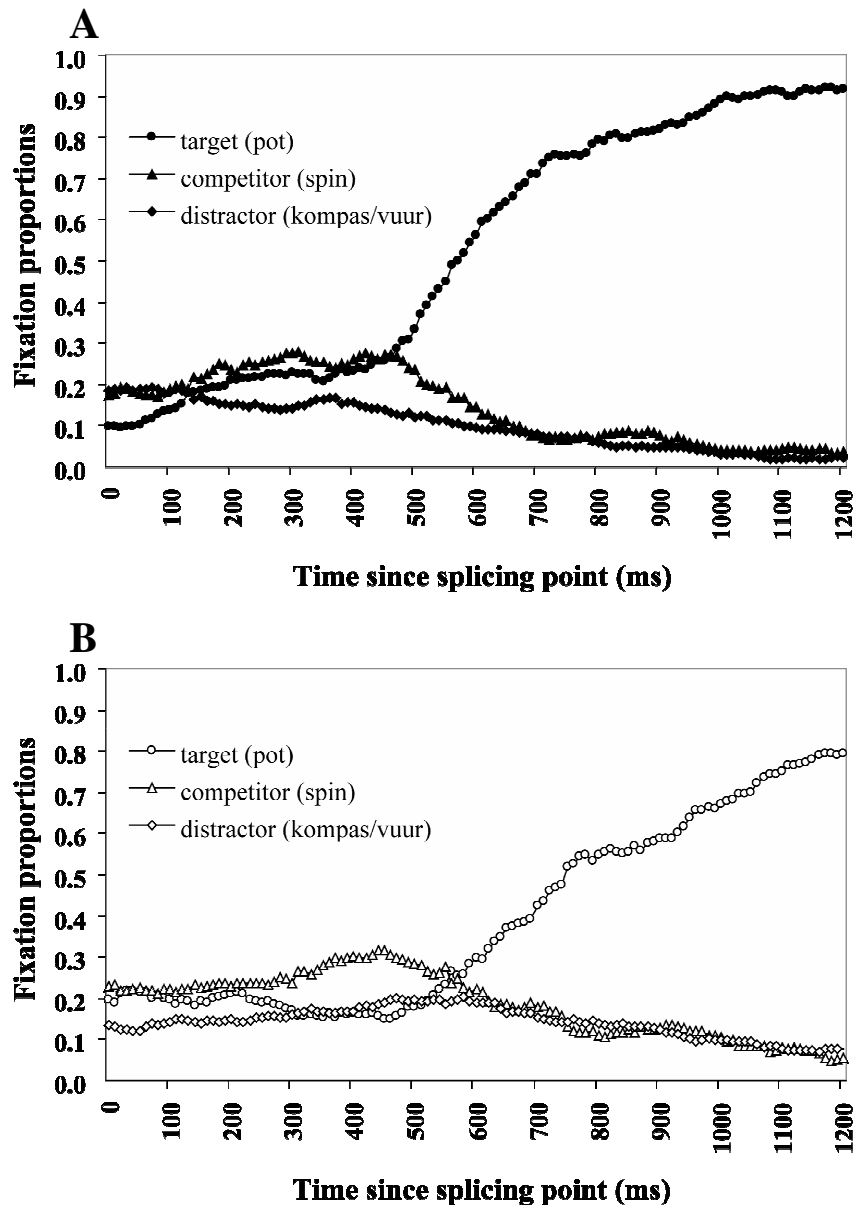 A
1.0
0.9
0.8
0.7
0.6
0.5
0.4
0.3
0.2
0.1
0.0
Fixation proportions
target (pot)
competitor (spin)
distractor (kompas/vuur)
0 100 200 300 400 500 600 700 800 900 1000 1100 1200
Time since splicing point (ms)
B
1.0
0.9
0.8
0.7
0.6
0.5
0.4
0.3
0.2
0.1
0.0
Fixation proportions
target (pot)
competitor (spin)
distractor (kompas/vuur)
0 100 200 300 400 500 600 700 800 900 1000 1100 1200
Time since splicing point (ms)